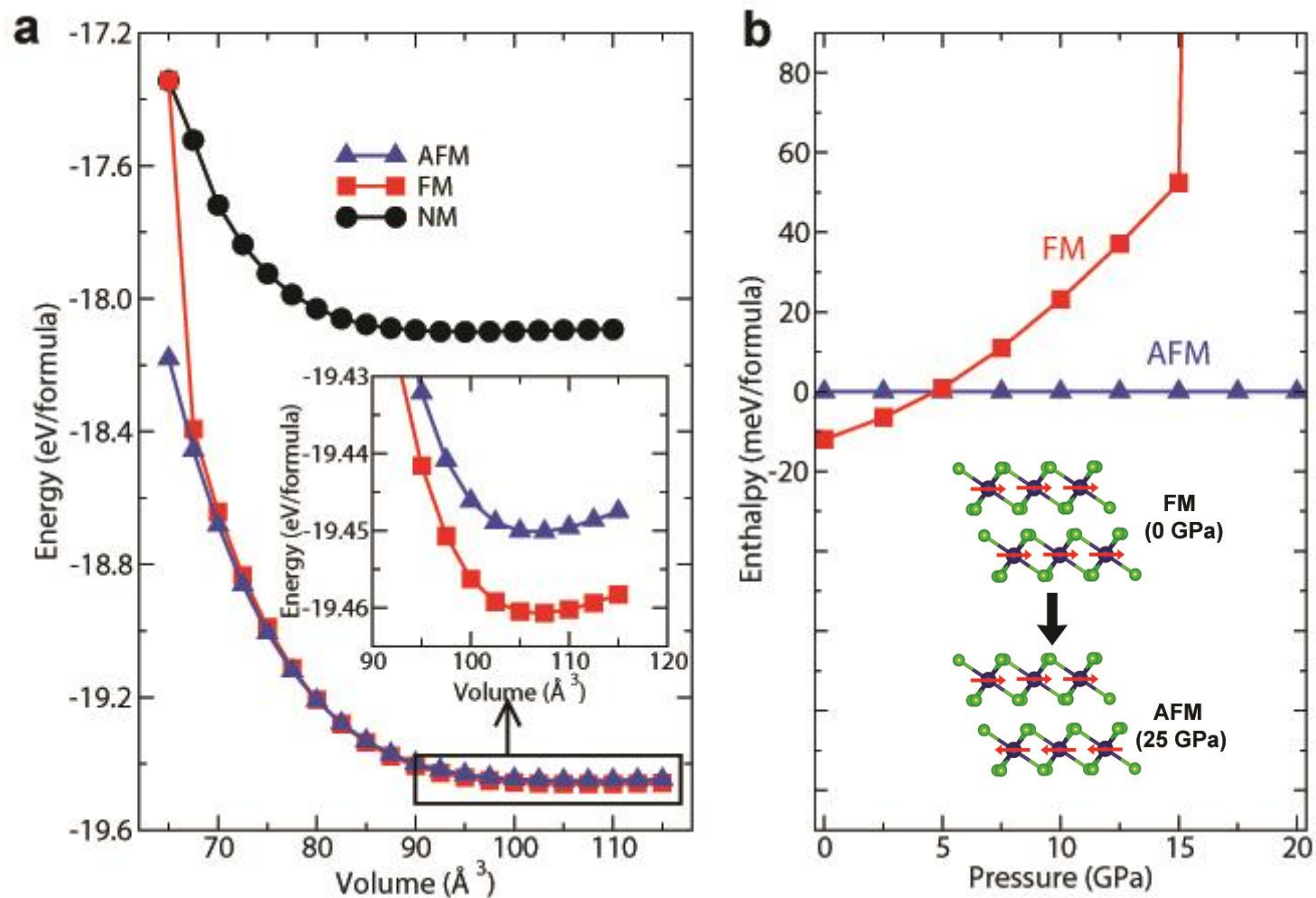 a
-17.2
-17.6
-18.0
-18.4
-18.8
-19.2
-19.6
Energy (eV/formula)
AFM
FM
NM
-19.43
-19.44
-19.45
-19.46
Energy (eV/formula)
90 100 110 120
Volume (Å ³)
70 80 90 100 110
Volume (Å ³)
b
80
60
40
20
0
-20
Enthalpy (meV/formula)
FM
AFM
FM
(0 GPa)
AFM
(25 GPa)
0 5 10 15 20
Pressure (GPa)